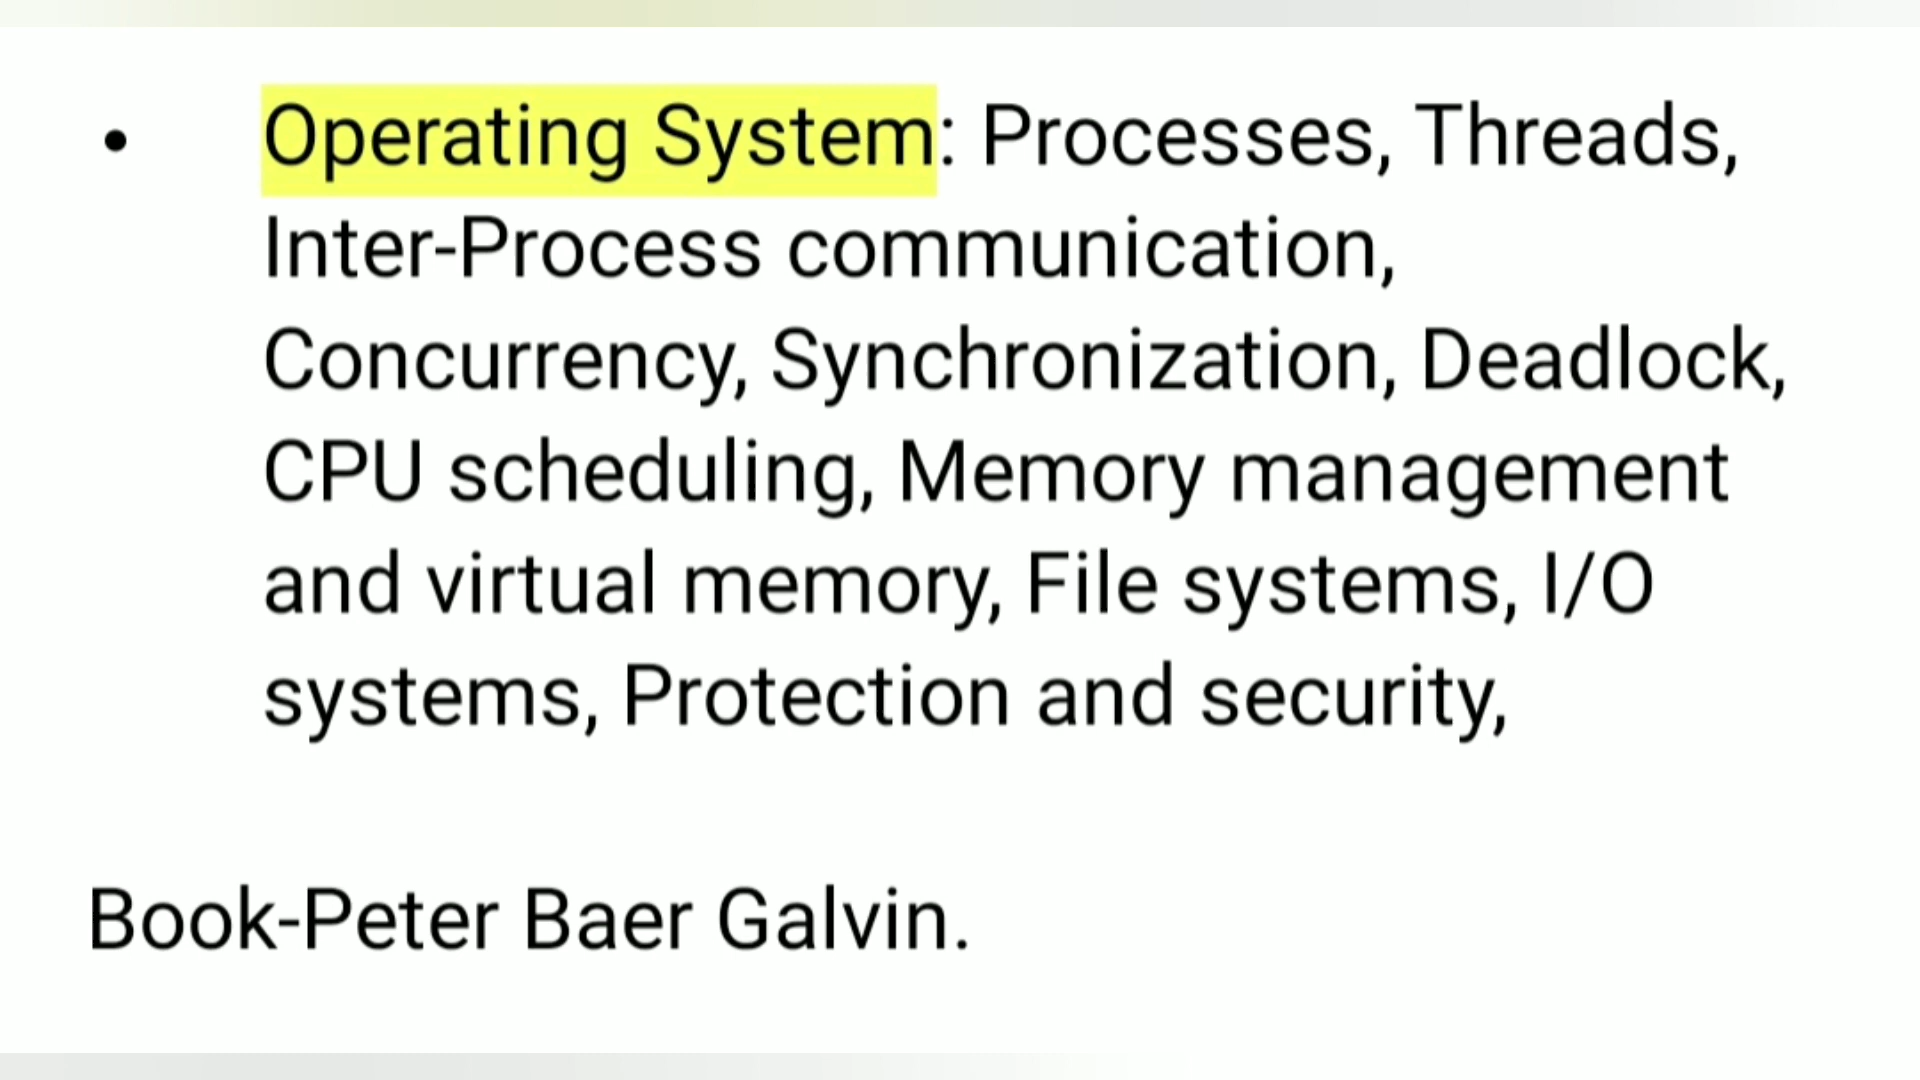 • Operating System: Processes, Threads,
Inter-Process communication,
Concurrency, Synchronization, Deadlock,
CPU scheduling, Memory management
and virtual memory, File systems, I/O
systems, Protection and security,
Book-Peter Baer Galvin.